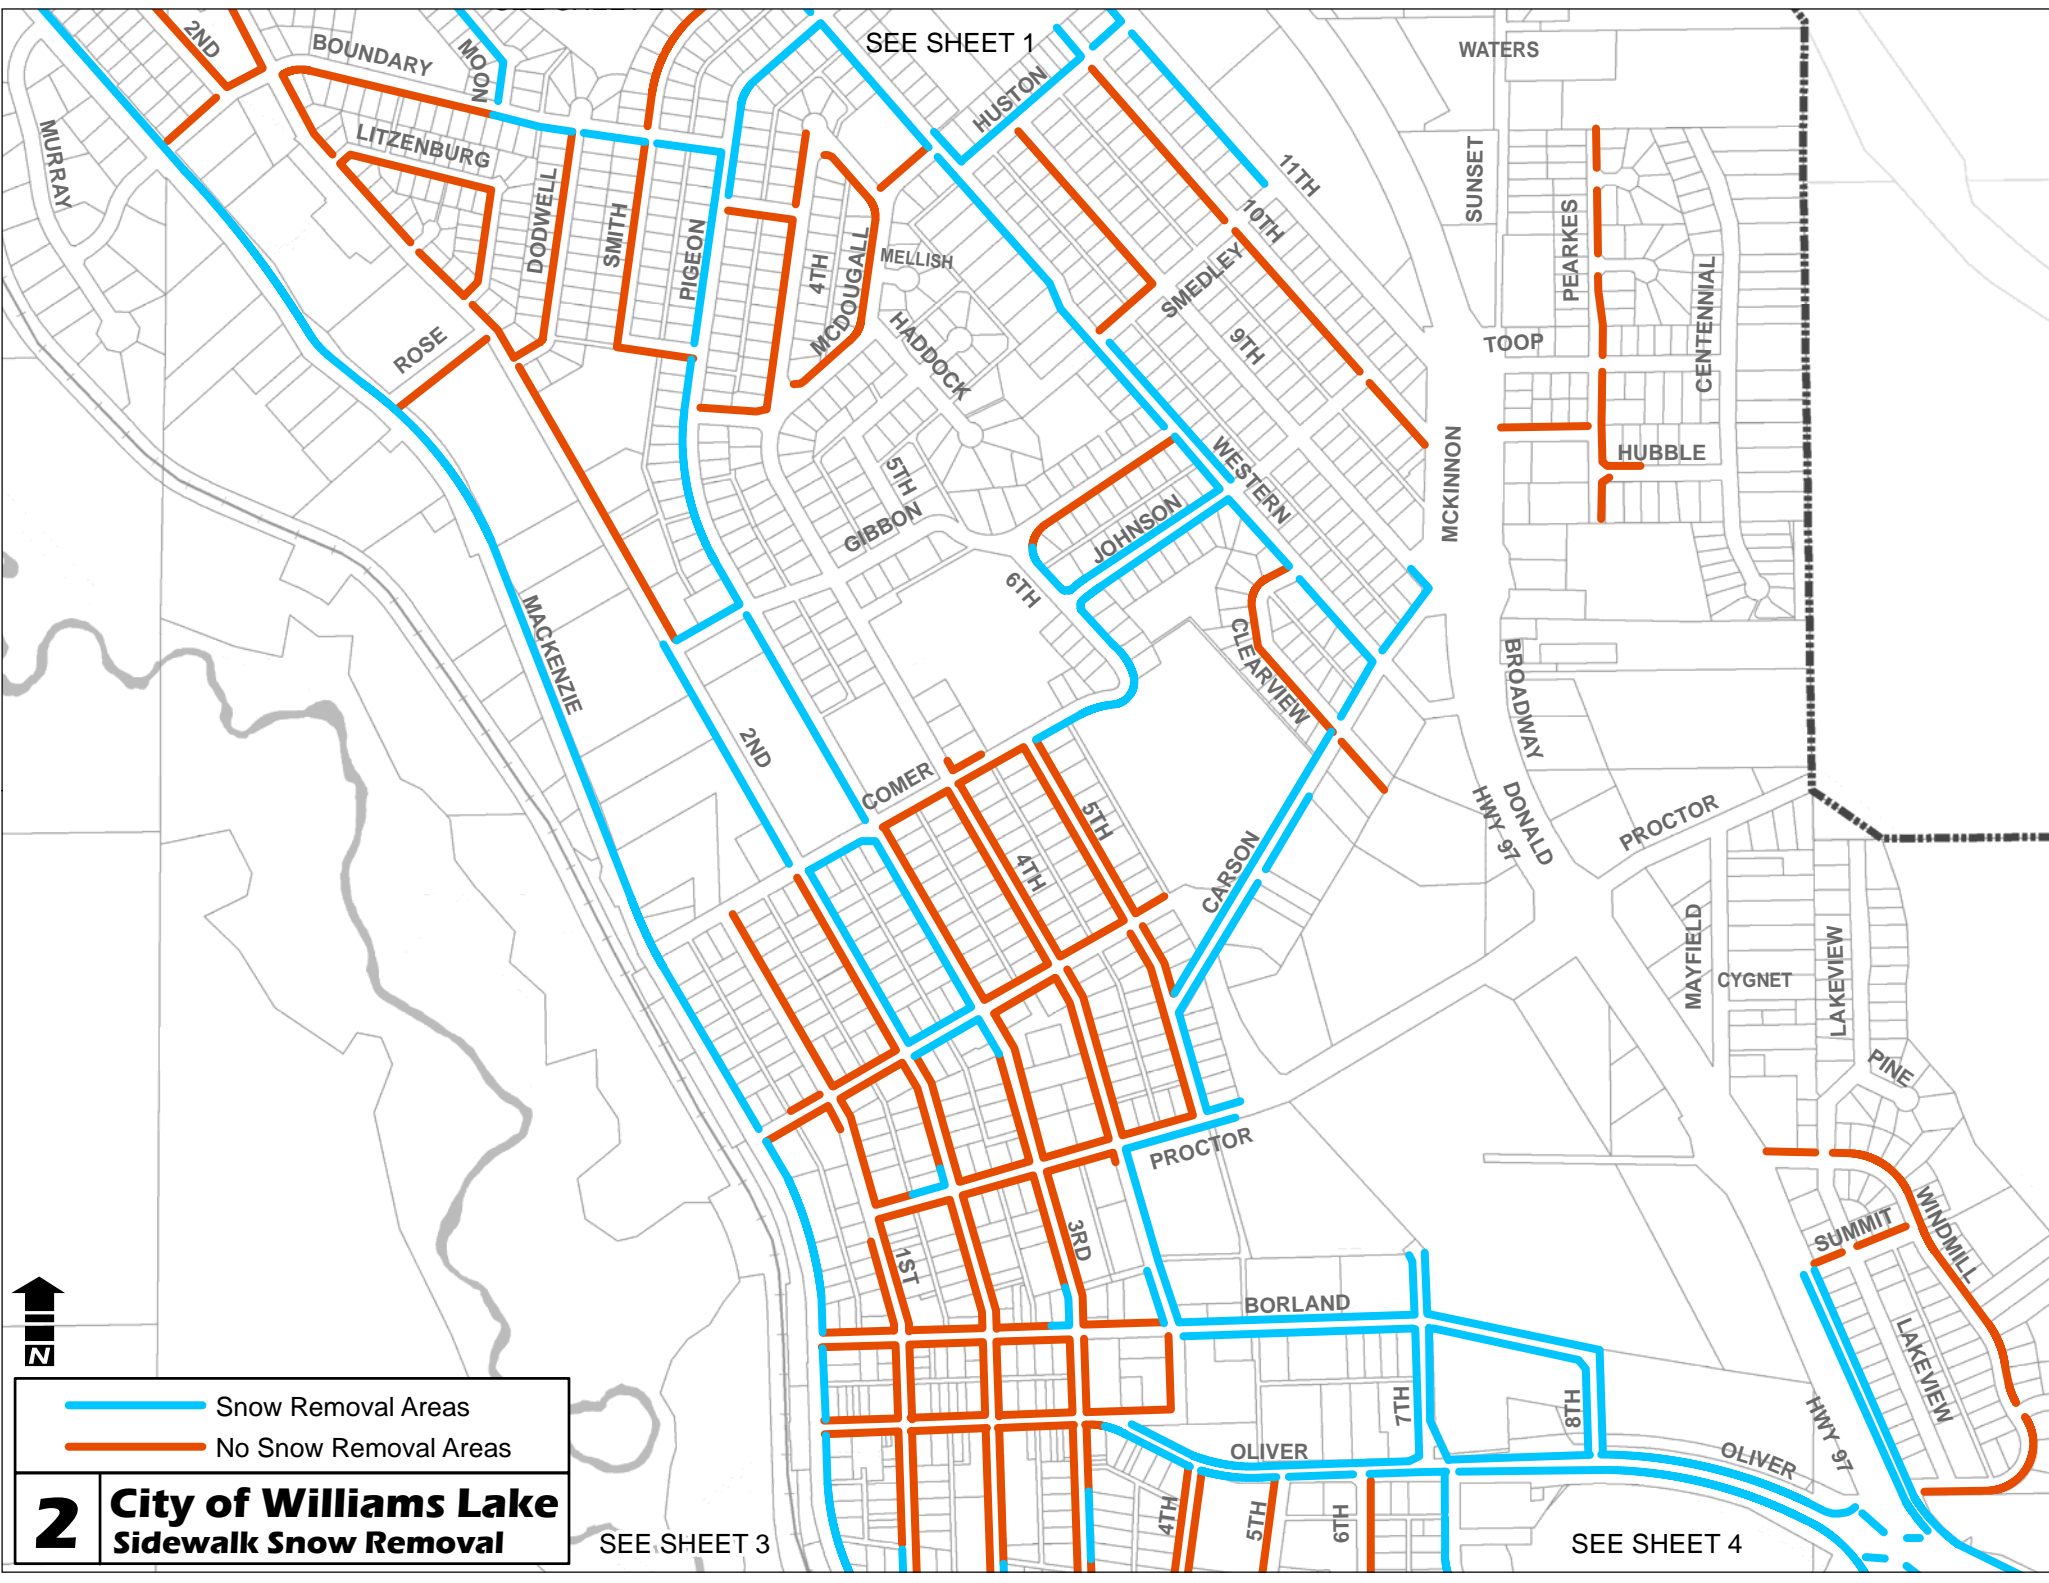 SEE SHEET 1
2ND
BOUNDARY
MOON
WATERS
HUSTON
MURRAY
LITZENBURG
11TH
SUNSET
DODWELL
SMITH
PIGEON
4TH
MCDOUGALL
MELLISH
10TH
SMEDLEY
PEARKES
CENTENNIAL
ROSE
HADDOCK
9TH
TOOP
5TH
GIBBON
WESTERN
MCKINNON
HUBBLE
JOHNSON
6TH
MACKENZIE
CLEARVIEW
BROADWAY
2ND
COMER
5TH
4TH
HWY 97
DONALD
PROCTOR
CARSON
MAYFIELD
CYGNET
LAKEVIEW
PINE
PROCTOR
1ST
3RD
SUMMIT
WINDMILL
BORLAND
LAKEVIEW
7TH
8TH
HWY 97
OLIVER
OLIVER
4TH
5TH
6TH
N
Snow Removal Areas
No Snow Removal Areas
2
City of Williams Lake
Sidewalk Snow Removal
SEE SHEET 3
SEE SHEET 4